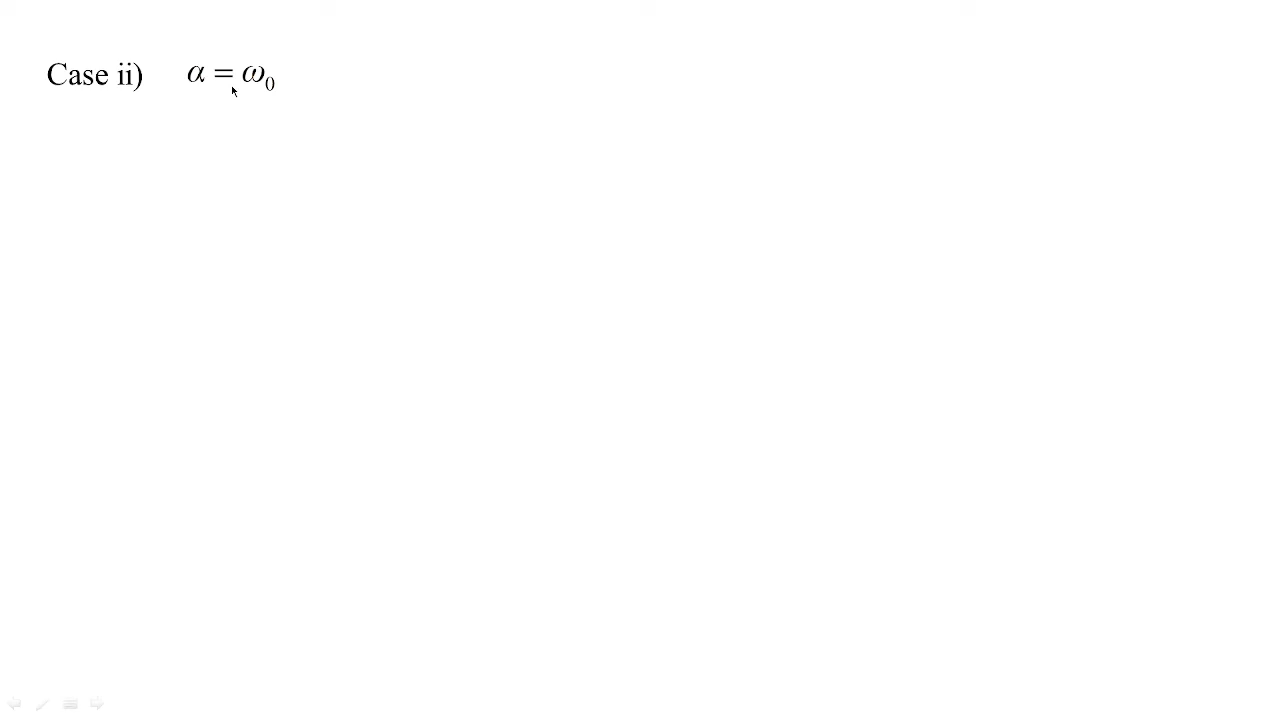 Case ii) α = ω₀